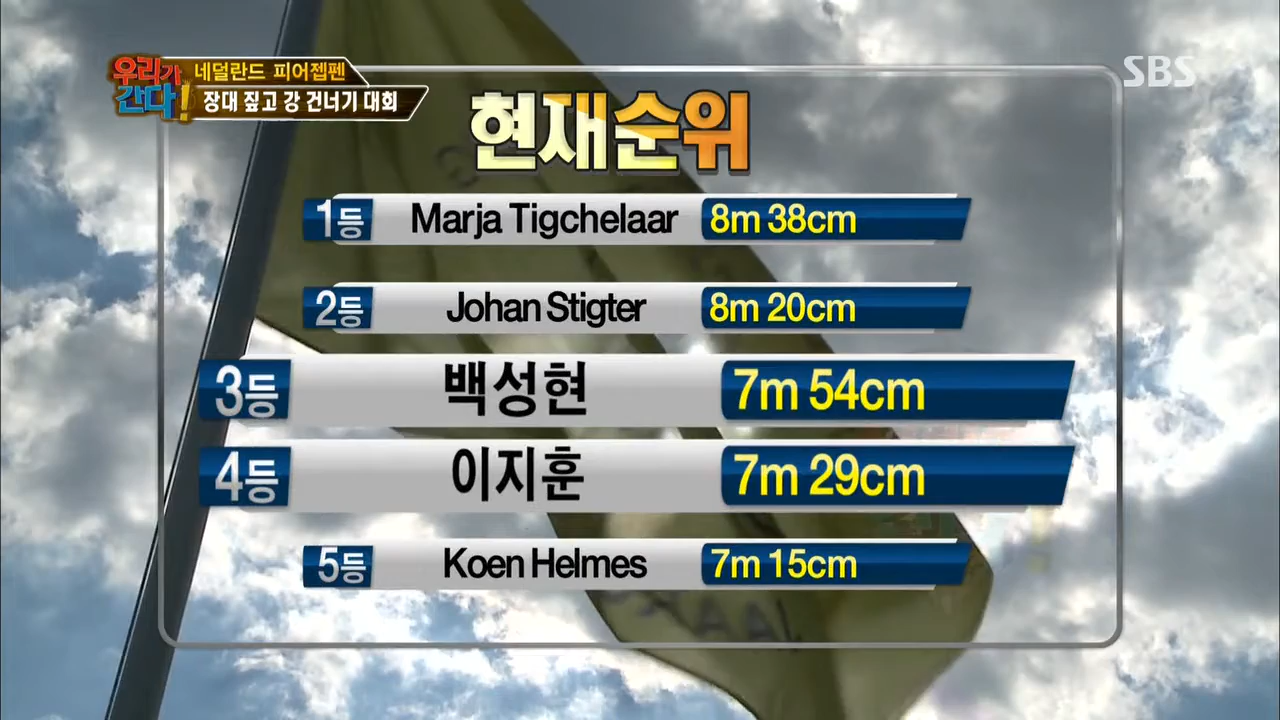 우리가 간다!
네덜란드 피어젭펜
장대 짚고 강 건너기 대회
SBS
현재순위
1등 Marja Tigchelaar 8m 38cm
2등 Johan Stigter 8m 20cm
3등 백성현 7m 54cm
4등 이지훈 7m 29cm
5등 Koen Helmes 7m 15cm